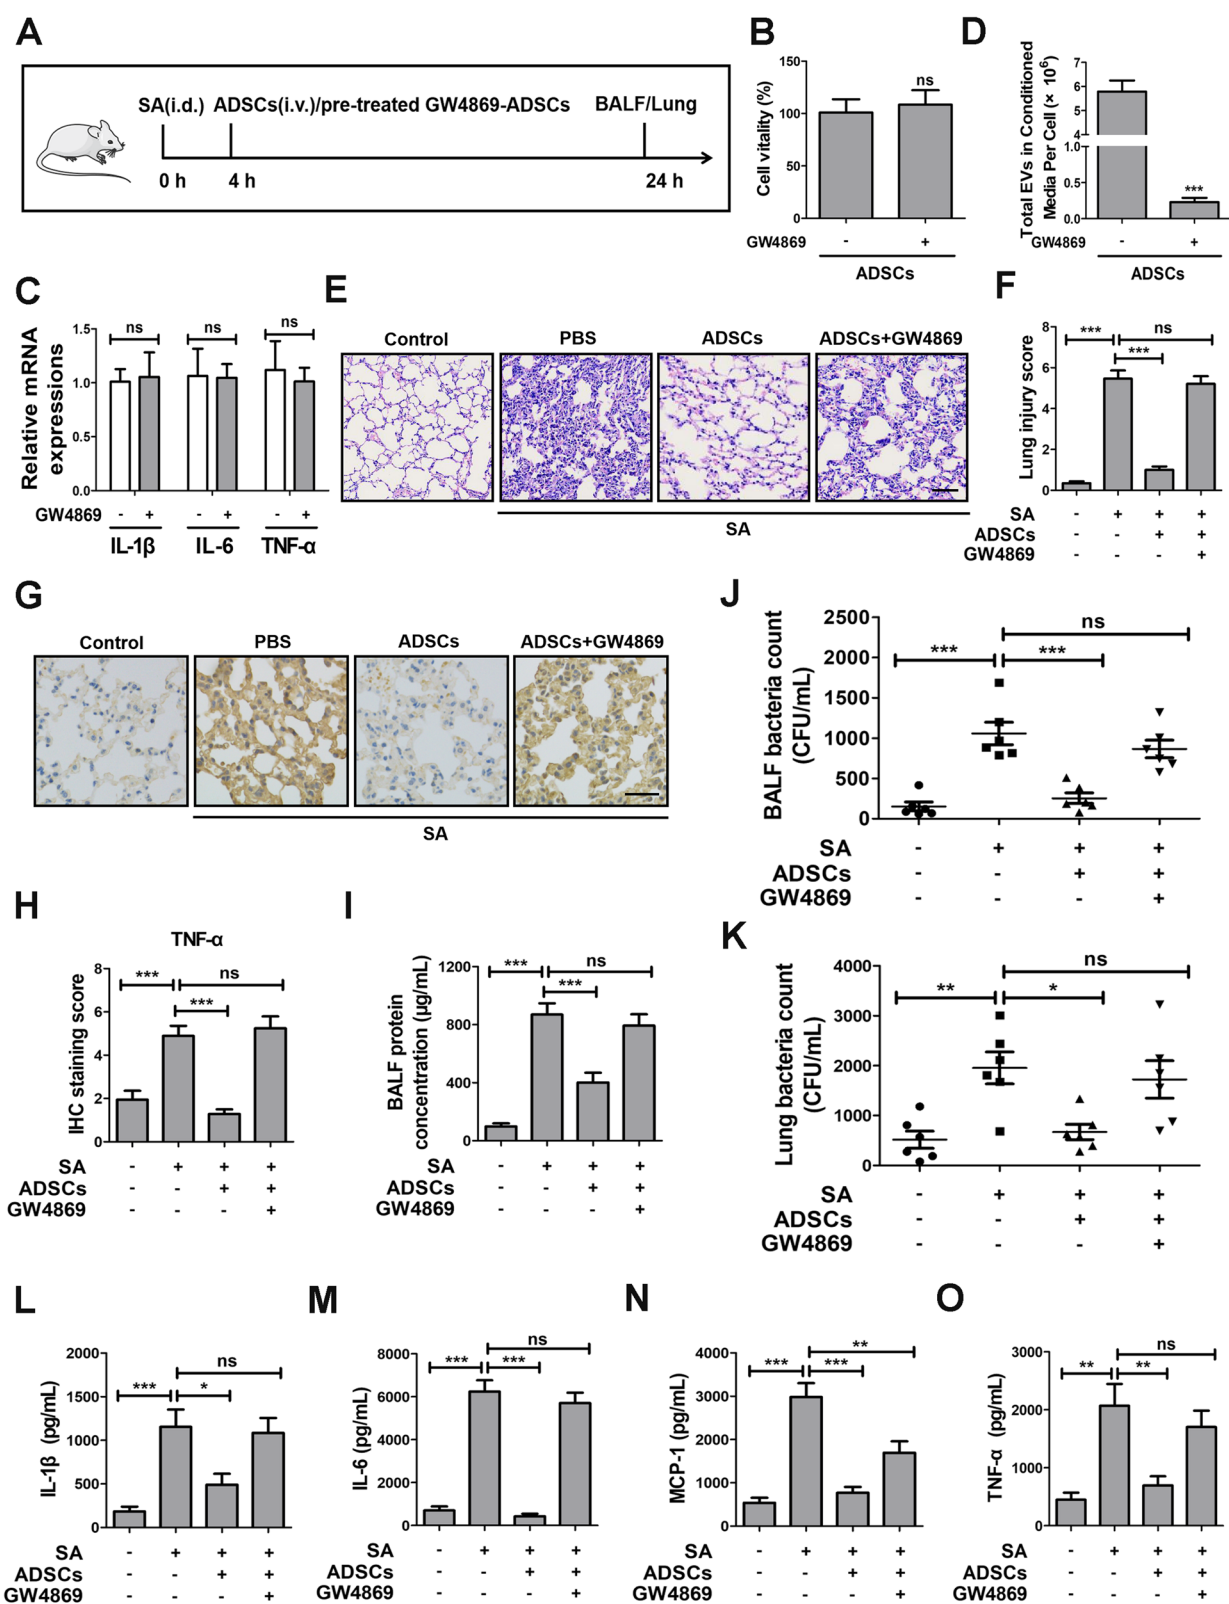 A
SA(i.d.) ADSCs(i.v.)/pre-treated GW4869-ADSCs BALF/Lung
0 h 4 h 24 h
B
Cell vitality (%)
150
100
50
0
ns
GW4869 - +
ADSCs
D
Total EVs in Conditioned
Media Per Cell (× 10⁶)
7
6
5
4
1.0
0.5
0.0
***
GW4869 - +
ADSCs
C
Relative mRNA
expressions
1.5
1.0
0.5
0.0
ns ns ns
GW4869 - + - + - +
IL-1β IL-6 TNF-α
E
Control PBS ADSCs ADSCs+GW4869
SA
F
Lung injury score
8
6
4
2
0
*** ns
***
SA - + + +
ADSCs - - + +
GW4869 - - - +
G
Control PBS ADSCs ADSCs+GW4869
SA
J
BALF bacteria count
(CFU/mL)
2500
2000
1500
1000
500
0
ns
*** ***
SA - + + +
ADSCs - - + +
GW4869 - - - +
H
TNF-α
IHC staining score
8
6
4
2
0
*** ns
***
SA - + + +
ADSCs - - + +
GW4869 - - - +
I
BALF protein
concentration (μg/mL)
1200
800
400
0
*** ns
***
SA - + + +
ADSCs - - + +
GW4869 - - - +
K
Lung bacteria count
(CFU/mL)
4000
3000
2000
1000
0
ns
** *
SA - + + +
ADSCs - - + +
GW4869 - - - +
L
IL-1β (pg/mL)
2000
1500
1000
500
0
ns
*** *
SA - + + +
ADSCs - - + +
GW4869 - - - +
M
IL-6 (pg/mL)
8000
6000
4000
2000
0
ns
*** ***
SA - + + +
ADSCs - - + +
GW4869 - - - +
N
MCP-1 (pg/mL)
4000
3000
2000
1000
0
**
*** ***
SA - + + +
ADSCs - - + +
GW4869 - - - +
O
TNF-α (pg/mL)
3000
2000
1000
0
ns
** **
SA - + + +
ADSCs - - + +
GW4869 - - - +